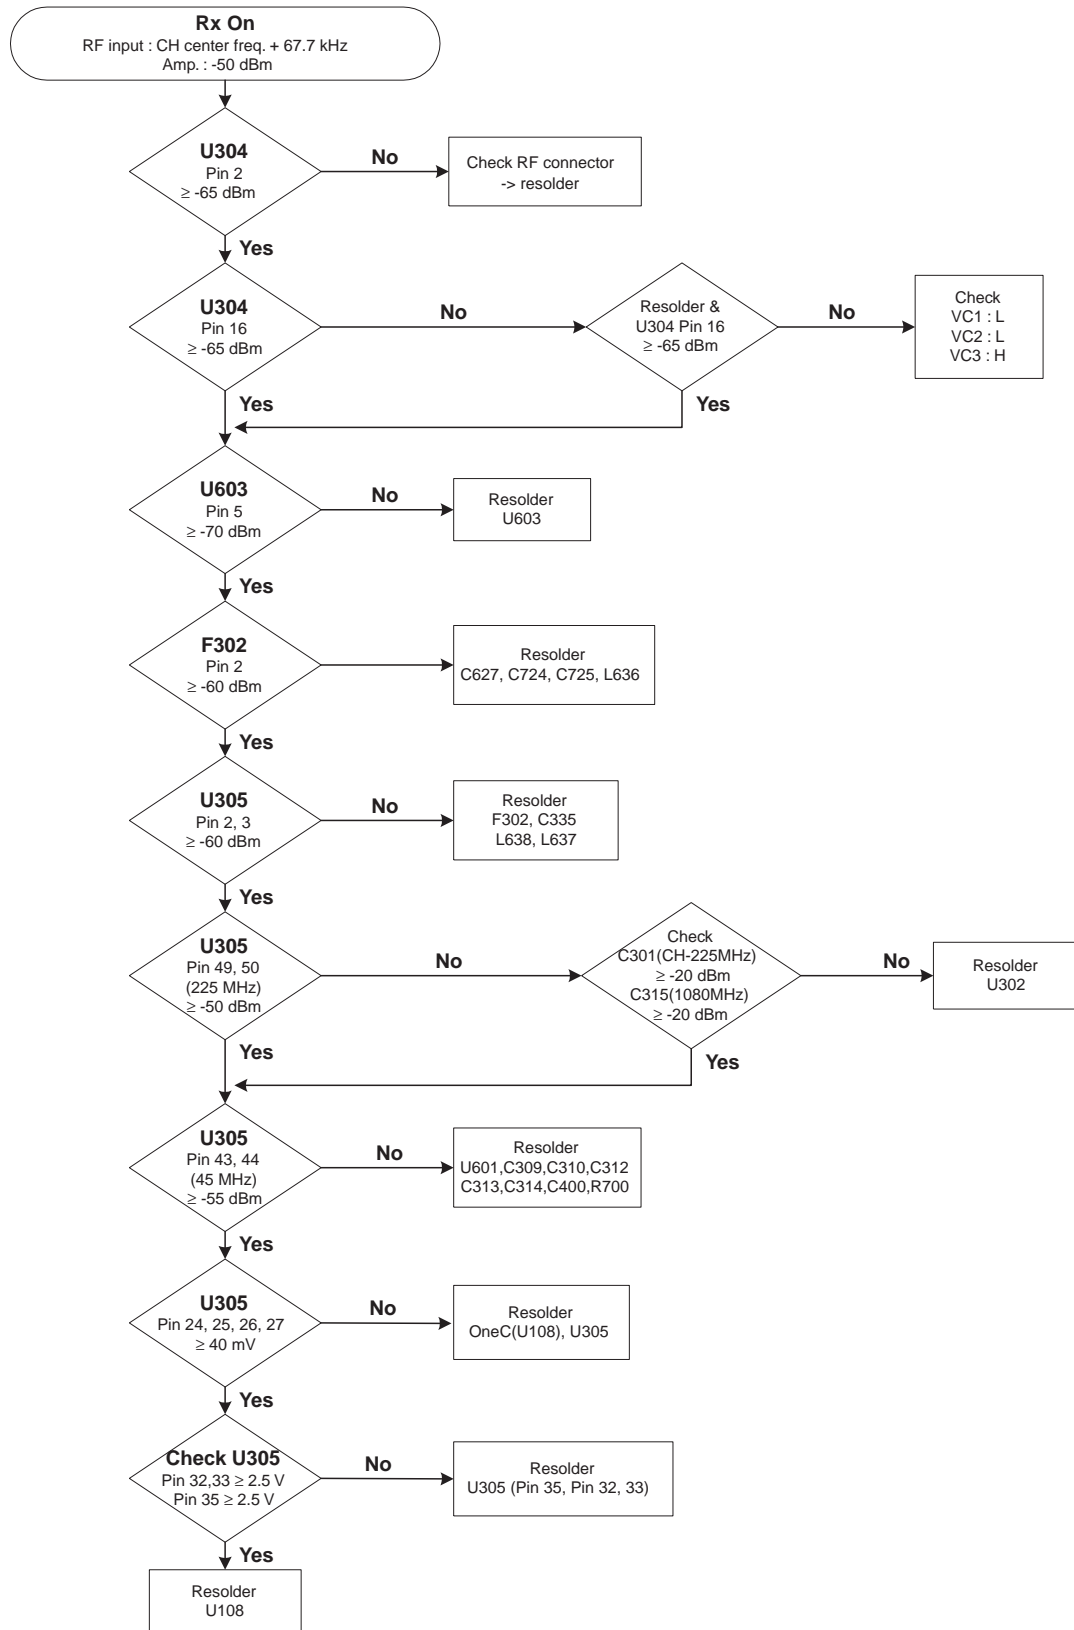 Rx On
RF input : CH center freq. + 67.7 kHz
Amp. : -50 dBm
U304
Pin 2
≥ -65 dBm
No
Check RF connector
-> resolder
Yes
U304
Pin 16
≥ -65 dBm
No
Resolder &
U304 Pin 16
≥ -65 dBm
No
Check
VC1 : L
VC2 : L
VC3 : H
Yes
Yes
U603
Pin 5
≥ -70 dBm
No
Resolder
U603
Yes
F302
Pin 2
≥ -60 dBm
Resolder
C627, C724, C725, L636
Yes
U305
Pin 2, 3
≥ -60 dBm
No
Resolder
F302, C335
L638, L637
Yes
U305
Pin 49, 50
(225 MHz)
≥ -50 dBm
No
Check
C301(CH-225MHz)
≥ -20 dBm
C315(1080MHz)
≥ -20 dBm
No
Resolder
U302
Yes
Yes
U305
Pin 43, 44
(45 MHz)
≥ -55 dBm
No
Resolder
U601,C309,C310,C312
C313,C314,C400,R700
Yes
U305
Pin 24, 25, 26, 27
≥ 40 mV
No
Resolder
OneC(U108), U305
Yes
Check U305
Pin 32,33 ≥ 2.5 V
Pin 35 ≥ 2.5 V
No
Resolder
U305 (Pin 35, Pin 32, 33)
Yes
Resolder
U108